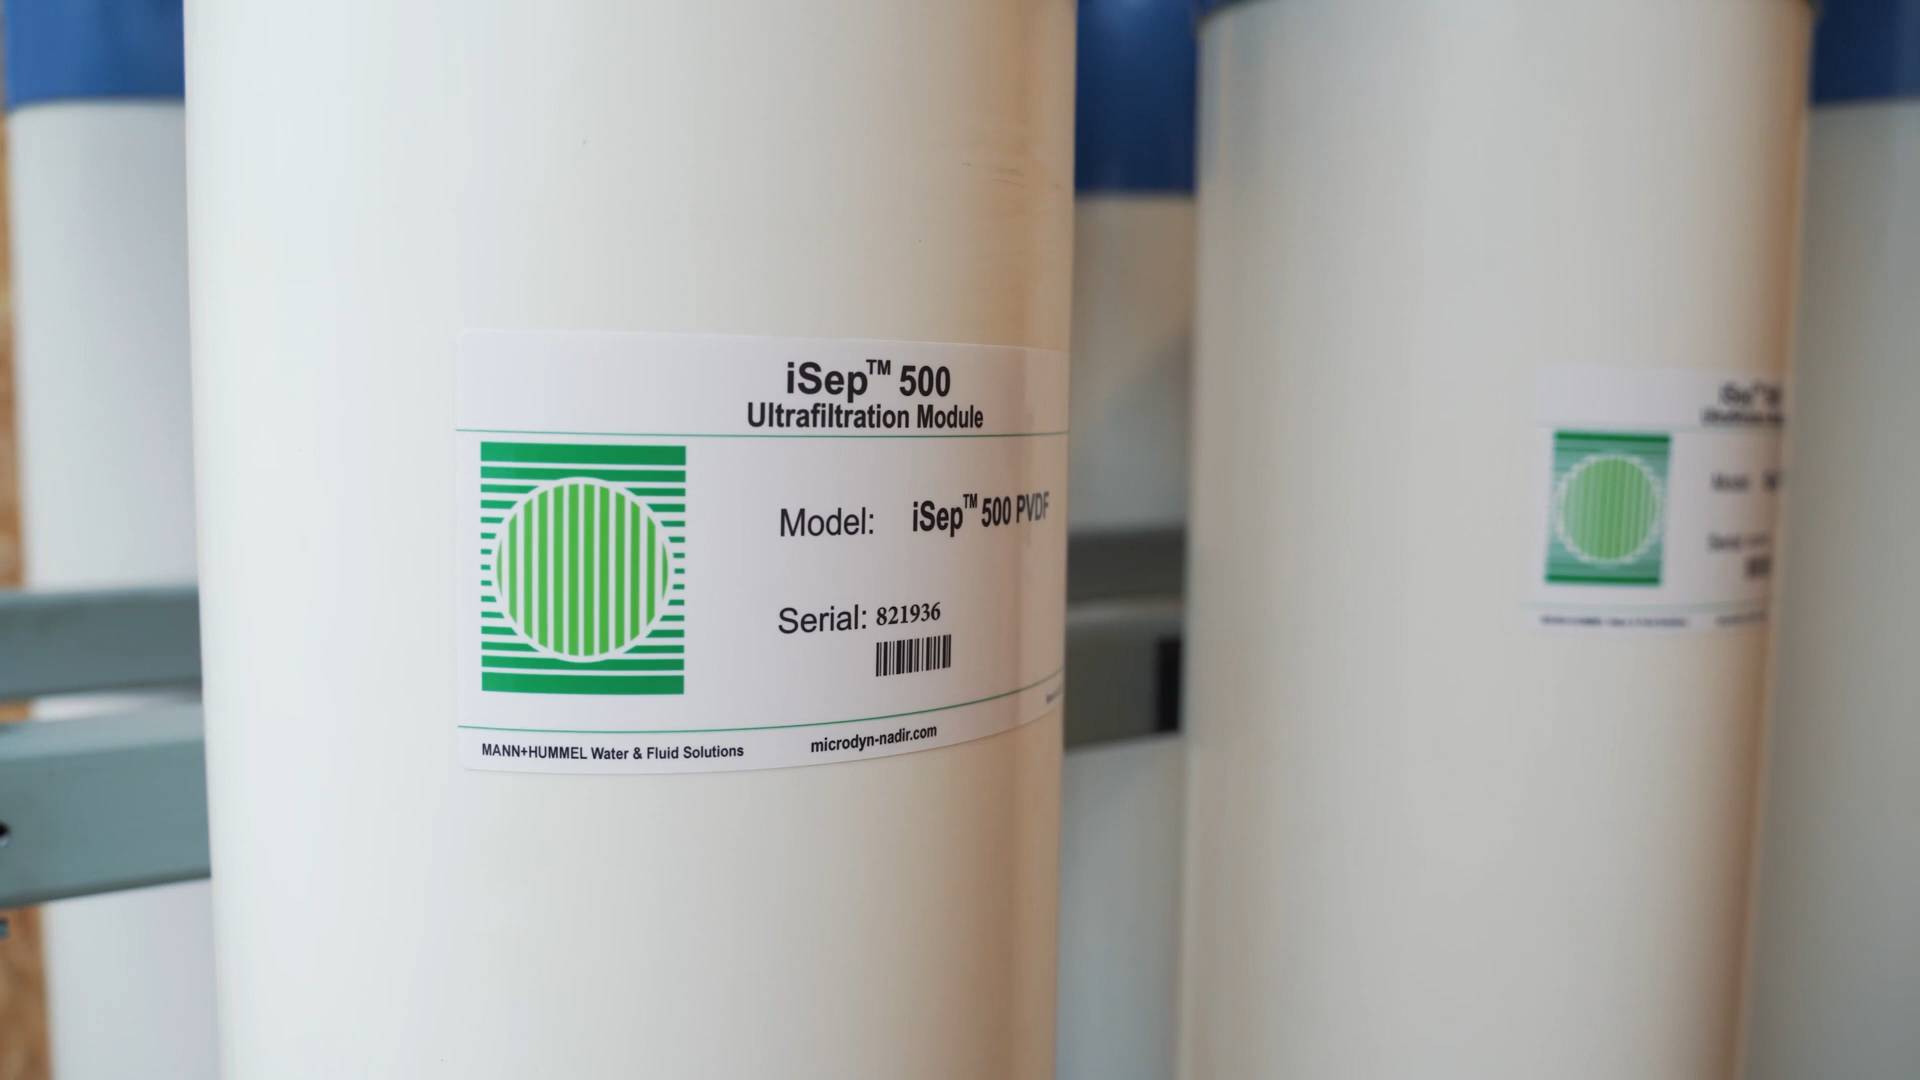 iSep™ 500
Ultrafiltration Module
Model: iSep™ 500 PVDF
Serial: 821936
MANN+HUMMEL Water & Fluid Solutions
microdyn-nadir.com